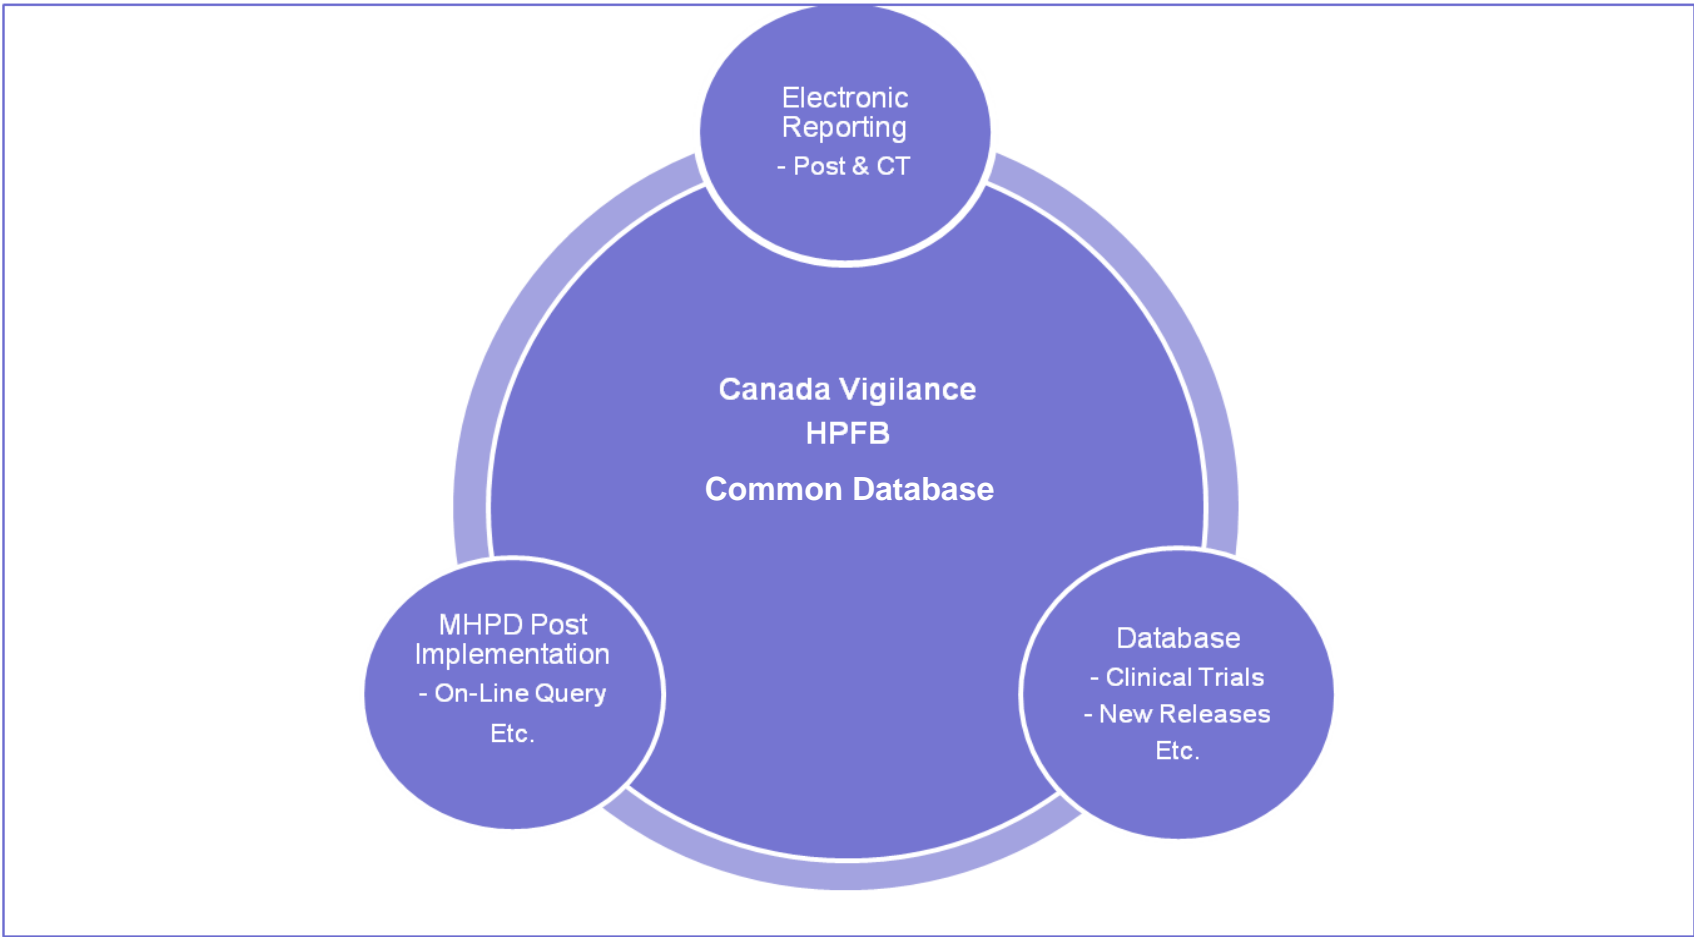 Electronic
Reporting
- Post & CT
Canada Vigilance
HPFB
Common Database
MHPD Post
Implementation
- On-Line Query
Etc.
Database
- Clinical Trials
- New Releases
Etc.